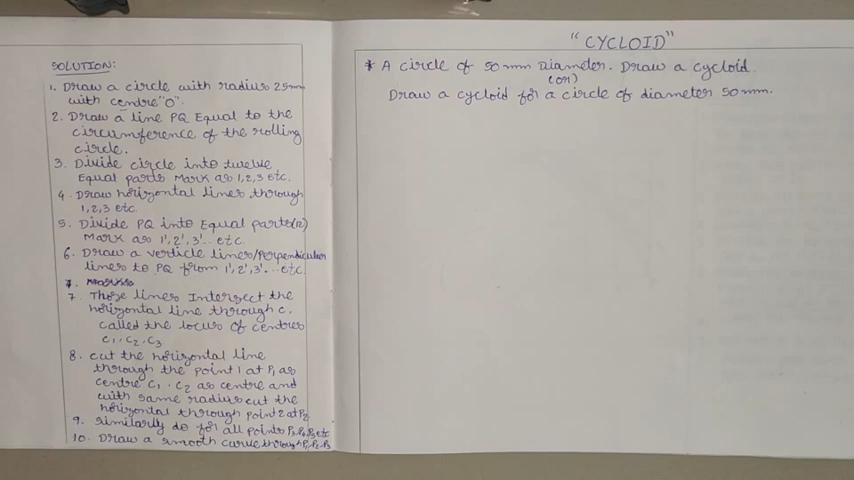 SOLUTION:
1. Draw a circle with radius 25mm
with centre "O".
2. Draw a line PQ Equal to the
circumference of the rolling
circle.
3. Divide circle into twelve
Equal parts Mark as 1,2,3 etc.
4. Draw horizontal lines through
1,2,3 etc.
5. Divide PQ into Equal parts(12)
Mark as 1',2',3'... etc.
6. Draw a verticle lines/Perpendicular
lines to PQ from 1',2',3'... etc.
7.
7. Those lines Intersect the
horizontal line through c.
called the locus of centres
C1, C2, C3
8. cut the horizontal line
through the point 1 at P1 as
centre C1. C2 as centre and
with same radius cut the
horizontal through point 2 at P2
9. Similarly do for all points P3,P4,P5 etc
10. Draw a smooth curve through P1,P2,P3
"CYCLOID"
* A circle of 50mm Diameter. Draw a cycloid.
(or)
Draw a cycloid for a circle of diameter 50mm.